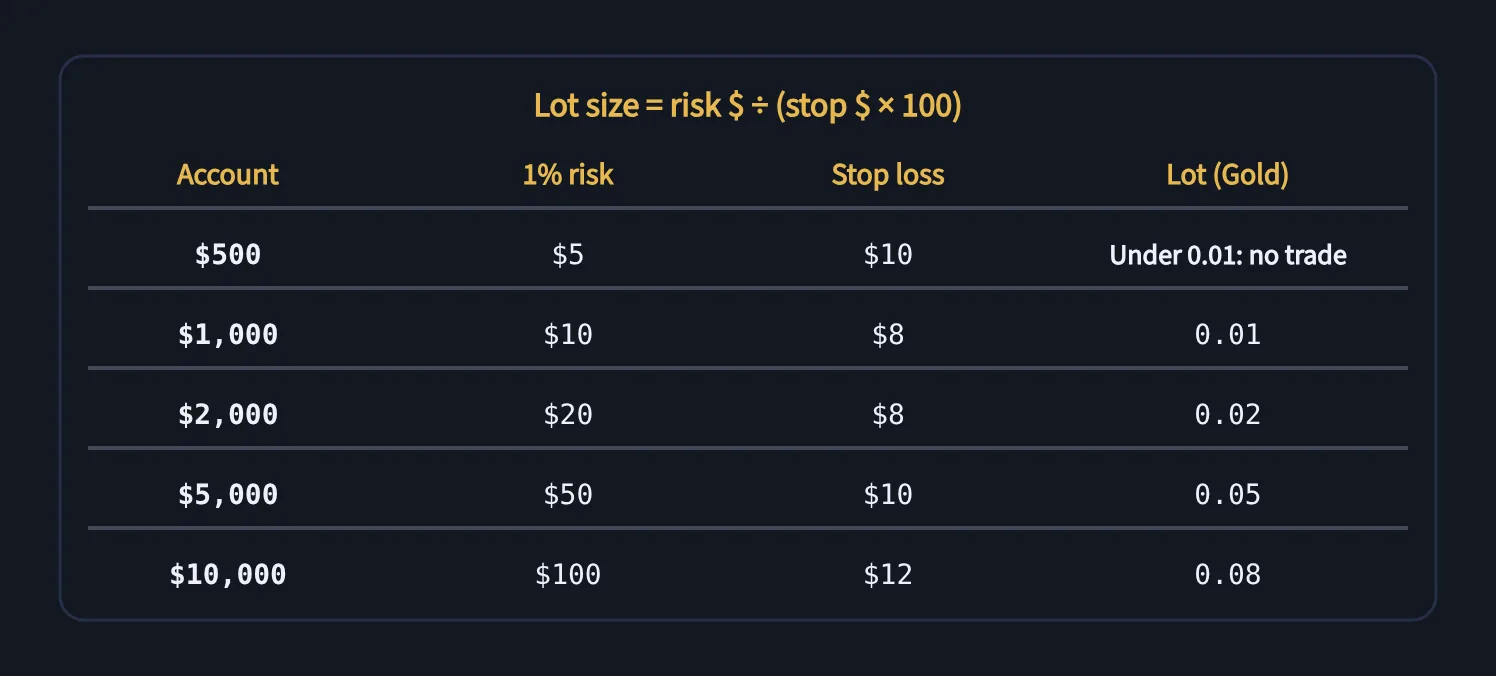 Lot size = risk $ ÷ (stop $ × 100)
Account 1% risk Stop loss Lot (Gold)
$500 $5 $10 Under 0.01: no trade
$1,000 $10 $8 0.01
$2,000 $20 $8 0.02
$5,000 $50 $10 0.05
$10,000 $100 $12 0.08